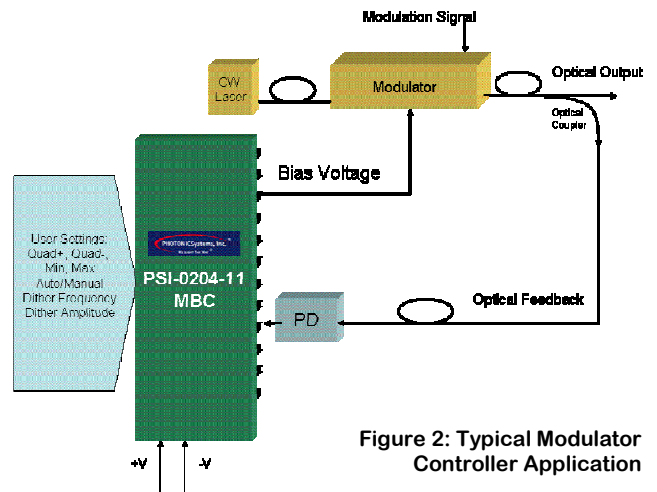 Modulation Signal
CW
Laser
Modulator
Optical Output
Optical
Coupler
Bias Voltage
User Settings:
Quad+, Quad-,
Min, Max
Auto/Manual
Dither Frequency
Dither Amplitude
PHOTONICSystems, Inc.
PSI-0204-11
MBC
PD
Optical Feedback
+V
-V
Figure 2: Typical Modulator
Controller Application